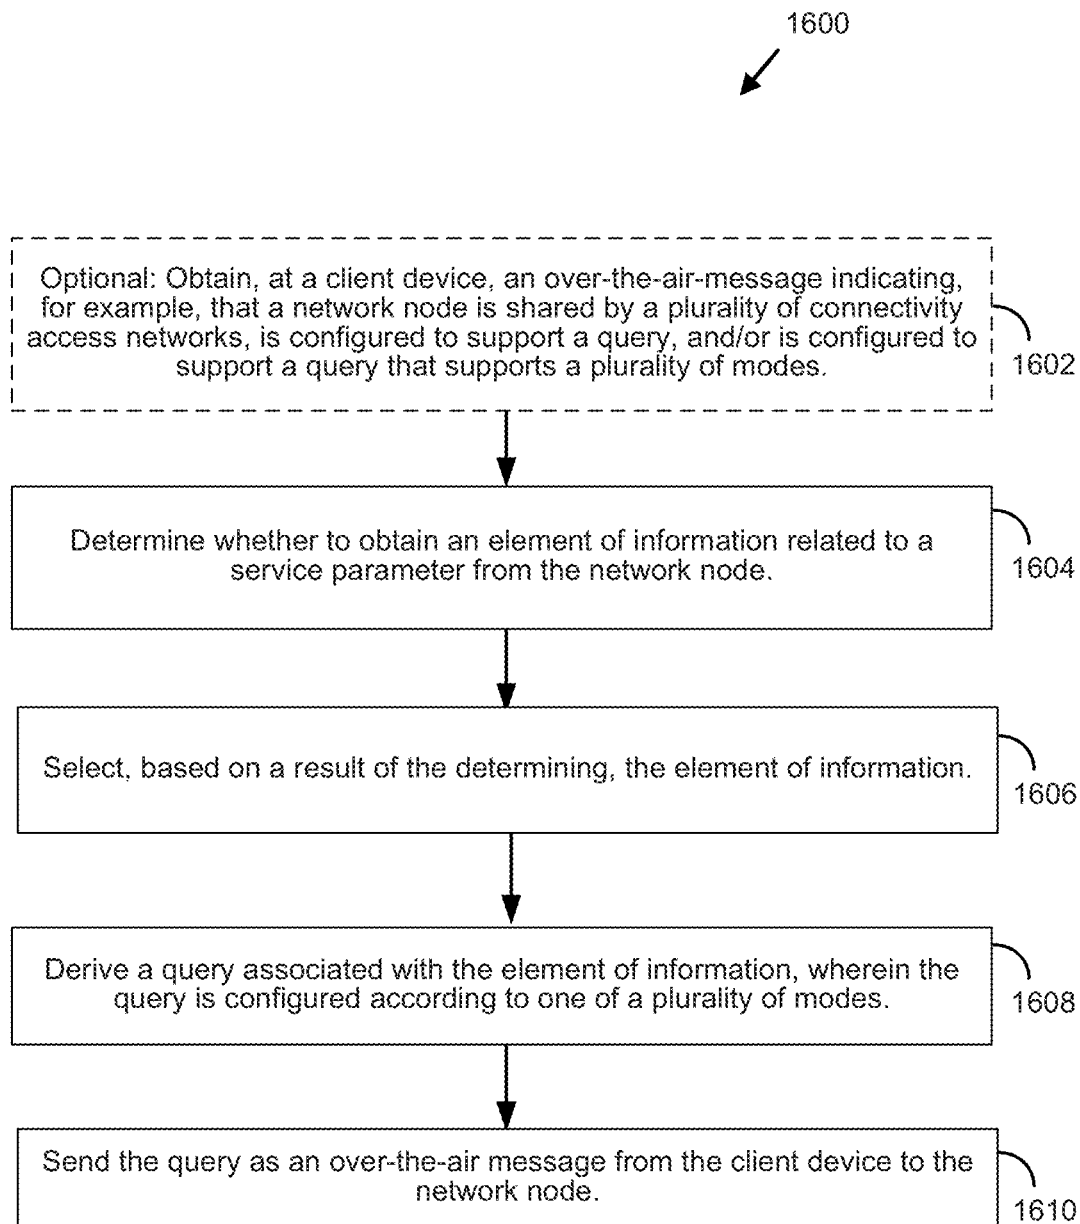 1600
Optional: Obtain, at a client device, an over-the-air-message indicating,
for example, that a network node is shared by a plurality of connectivity
access networks, is configured to support a query, and/or is configured to
support a query that supports a plurality of modes.
1602
Determine whether to obtain an element of information related to a
service parameter from the network node.
1604
Select, based on a result of the determining, the element of information.
1606
Derive a query associated with the element of information, wherein the
query is configured according to one of a plurality of modes.
1608
Send the query as an over-the-air message from the client device to the
network node.
1610